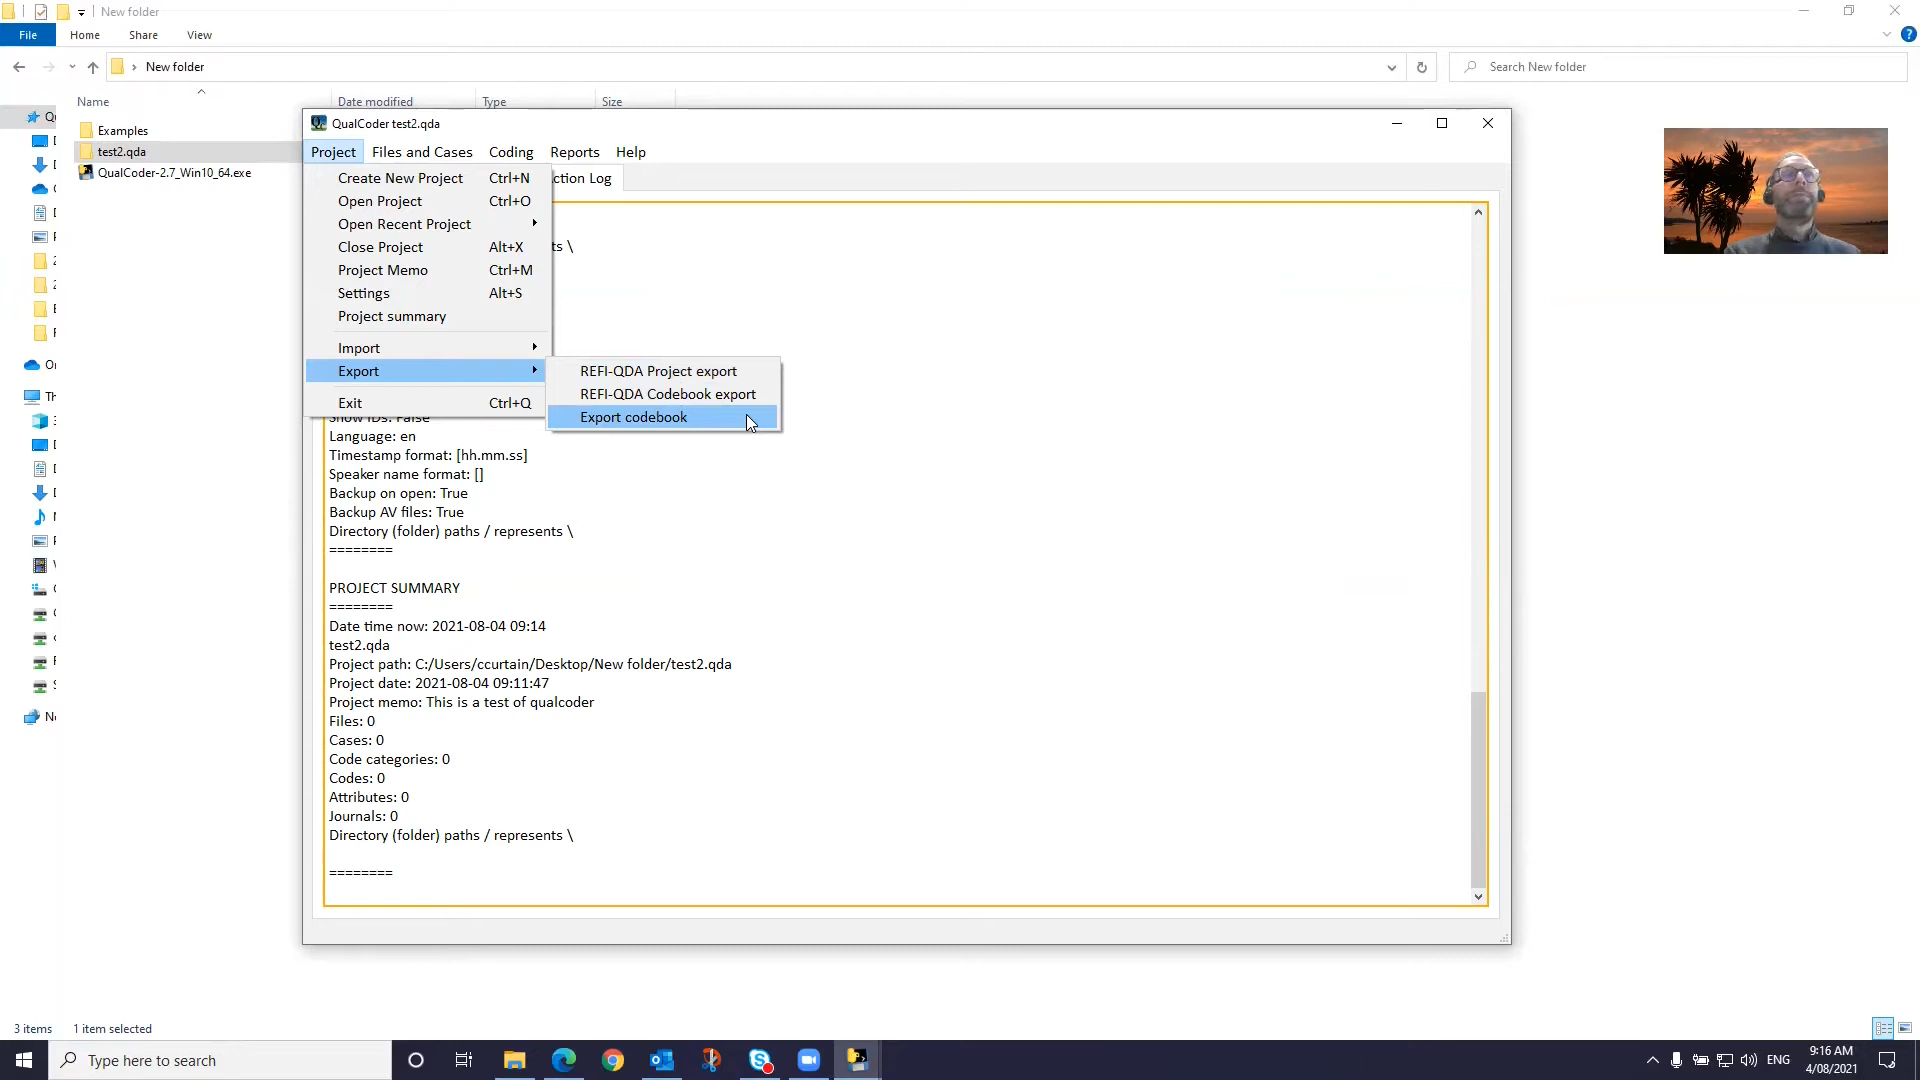 New folder
File
Home
Share
View
New folder
Search New folder
Name
Date modified
Type
Size
Examples
test2.qda
QualCoder-2.7_Win10_64.exe
QualCoder test2.qda
Project
Files and Cases
Coding
Reports
Help
ction Log
Create New Project Ctrl+N
Open Project Ctrl+O
Open Recent Project
Close Project Alt+X
Project Memo Ctrl+M
Settings Alt+S
Project summary
Import
Export
Exit Ctrl+Q
REFI-QDA Project export
REFI-QDA Codebook export
Export codebook
ts \
Show IDs: False
Language: en
Timestamp format: [hh.mm.ss]
Speaker name format: []
Backup on open: True
Backup AV files: True
Directory (folder) paths / represents \
========
PROJECT SUMMARY
========
Date time now: 2021-08-04 09:14
test2.qda
Project path: C:/Users/ccurtain/Desktop/New folder/test2.qda
Project date: 2021-08-04 09:11:47
Project memo: This is a test of qualcoder
Files: 0
Cases: 0
Code categories: 0
Codes: 0
Attributes: 0
Journals: 0
Directory (folder) paths / represents \
========
3 items
1 item selected
Type here to search
ENG
9:16 AM
4/08/2021